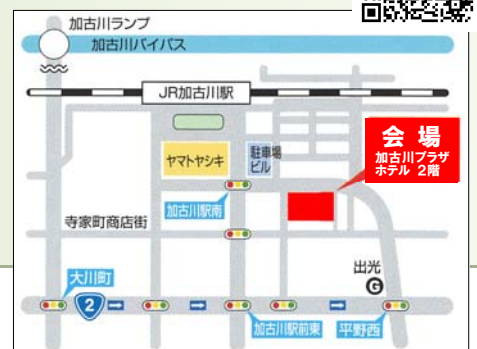 加古川ランプ
加古川バイパス
JR加古川駅
ヤマトヤシキ
駐車場
ビル
会場
加古川プラザ
ホテル 2階
加古川駅南
寺家町商店街
出光
G
大川町
2
加古川駅前東
平野西